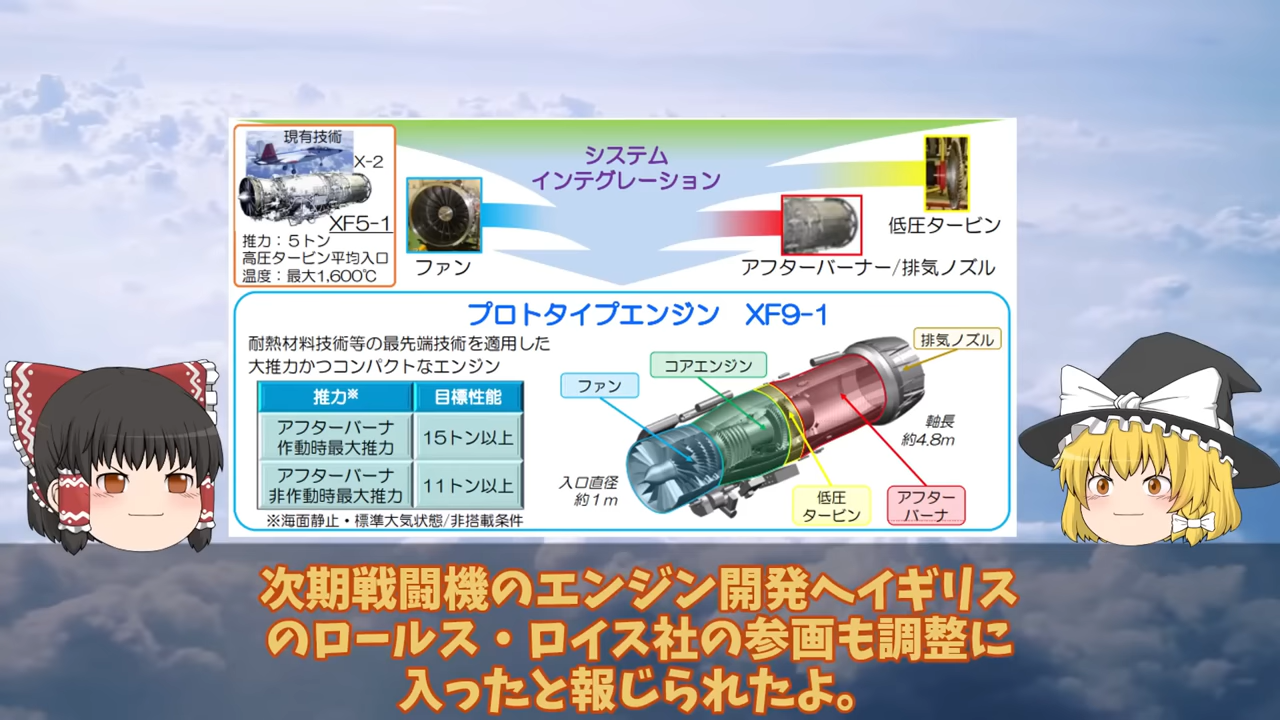 現有技術
X-2
XF5-1
推力：５トン
高圧タービン平均入口
温度：最大1,600℃
ファン
システム
インテグレーション
アフターバーナー/排気ノズル
低圧タービン
プロトタイプエンジン　XF9-1
耐熱材料技術等の最先端技術を適用した
大推力かつコンパクトなエンジン
推力※
目標性能
アフターバーナ
作動時最大推力
15トン以上
アフターバーナ
非作動時最大推力
11トン以上
※海面静止・標準大気状態/非搭載条件
ファン
コアエンジン
排気ノズル
入口直径
約１ｍ
軸長
約4.8m
低圧
タービン
アフター
バーナ
次期戦闘機のエンジン開発へイギリス
のロールス・ロイス社の参画も調整に
入ったと報じられたよ。